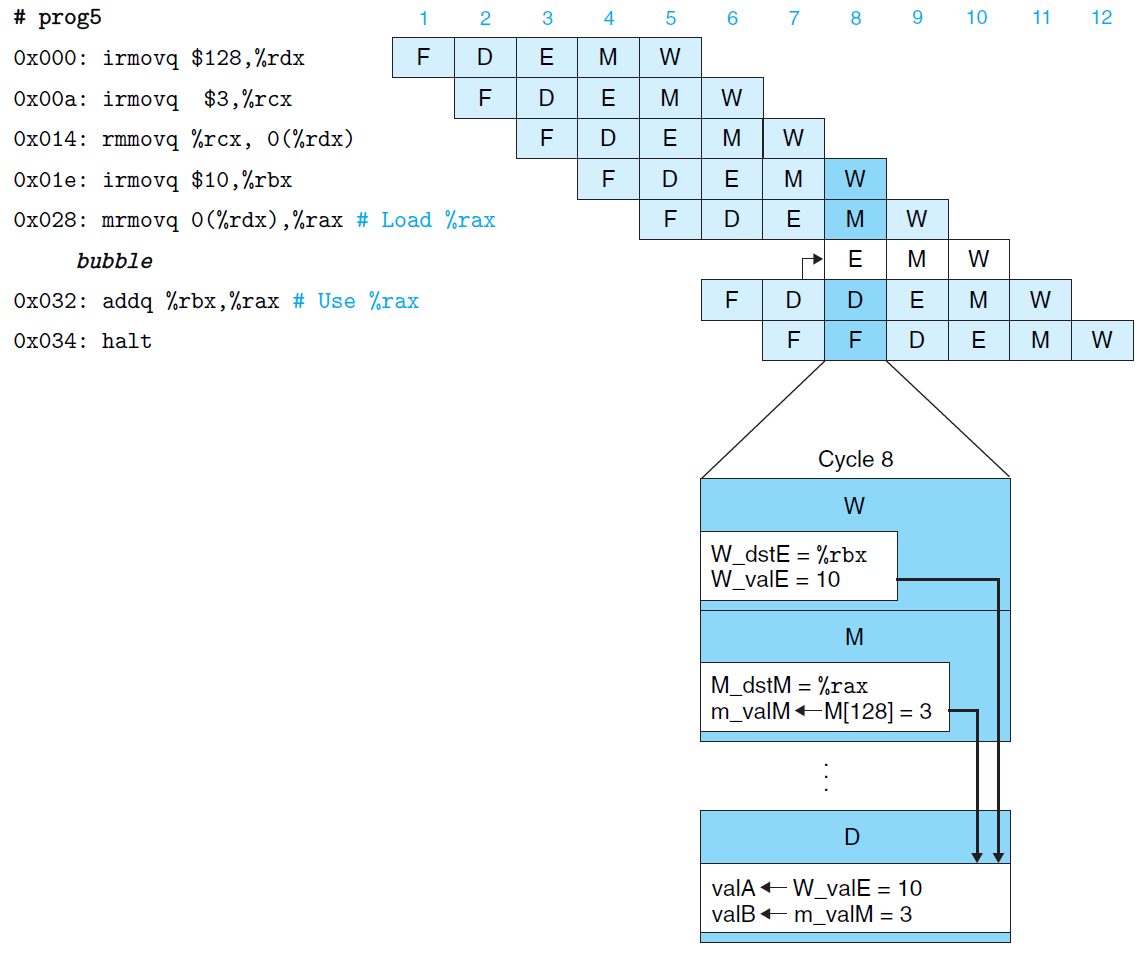 # prog5 1 2 3 4 5 6 7 8 9 10 11 12
0x000: irmovq $128,%rdx F D E M W
0x00a: irmovq $3,%rcx F D E M W
0x014: rmmovq %rcx, 0(%rdx) F D E M W
0x01e: irmovq $10,%rbx F D E M W
0x028: mrmovq 0(%rdx),%rax # Load %rax F D E M W
bubble E M W
0x032: addq %rbx,%rax # Use %rax F D D E M W
0x034: halt F F D E M W
Cycle 8
W
W_dstE = %rbx
W_valE = 10
M
M_dstM = %rax
m_valM ← M[128] = 3
⋮
D
valA ← W_valE = 10
valB ← m_valM = 3